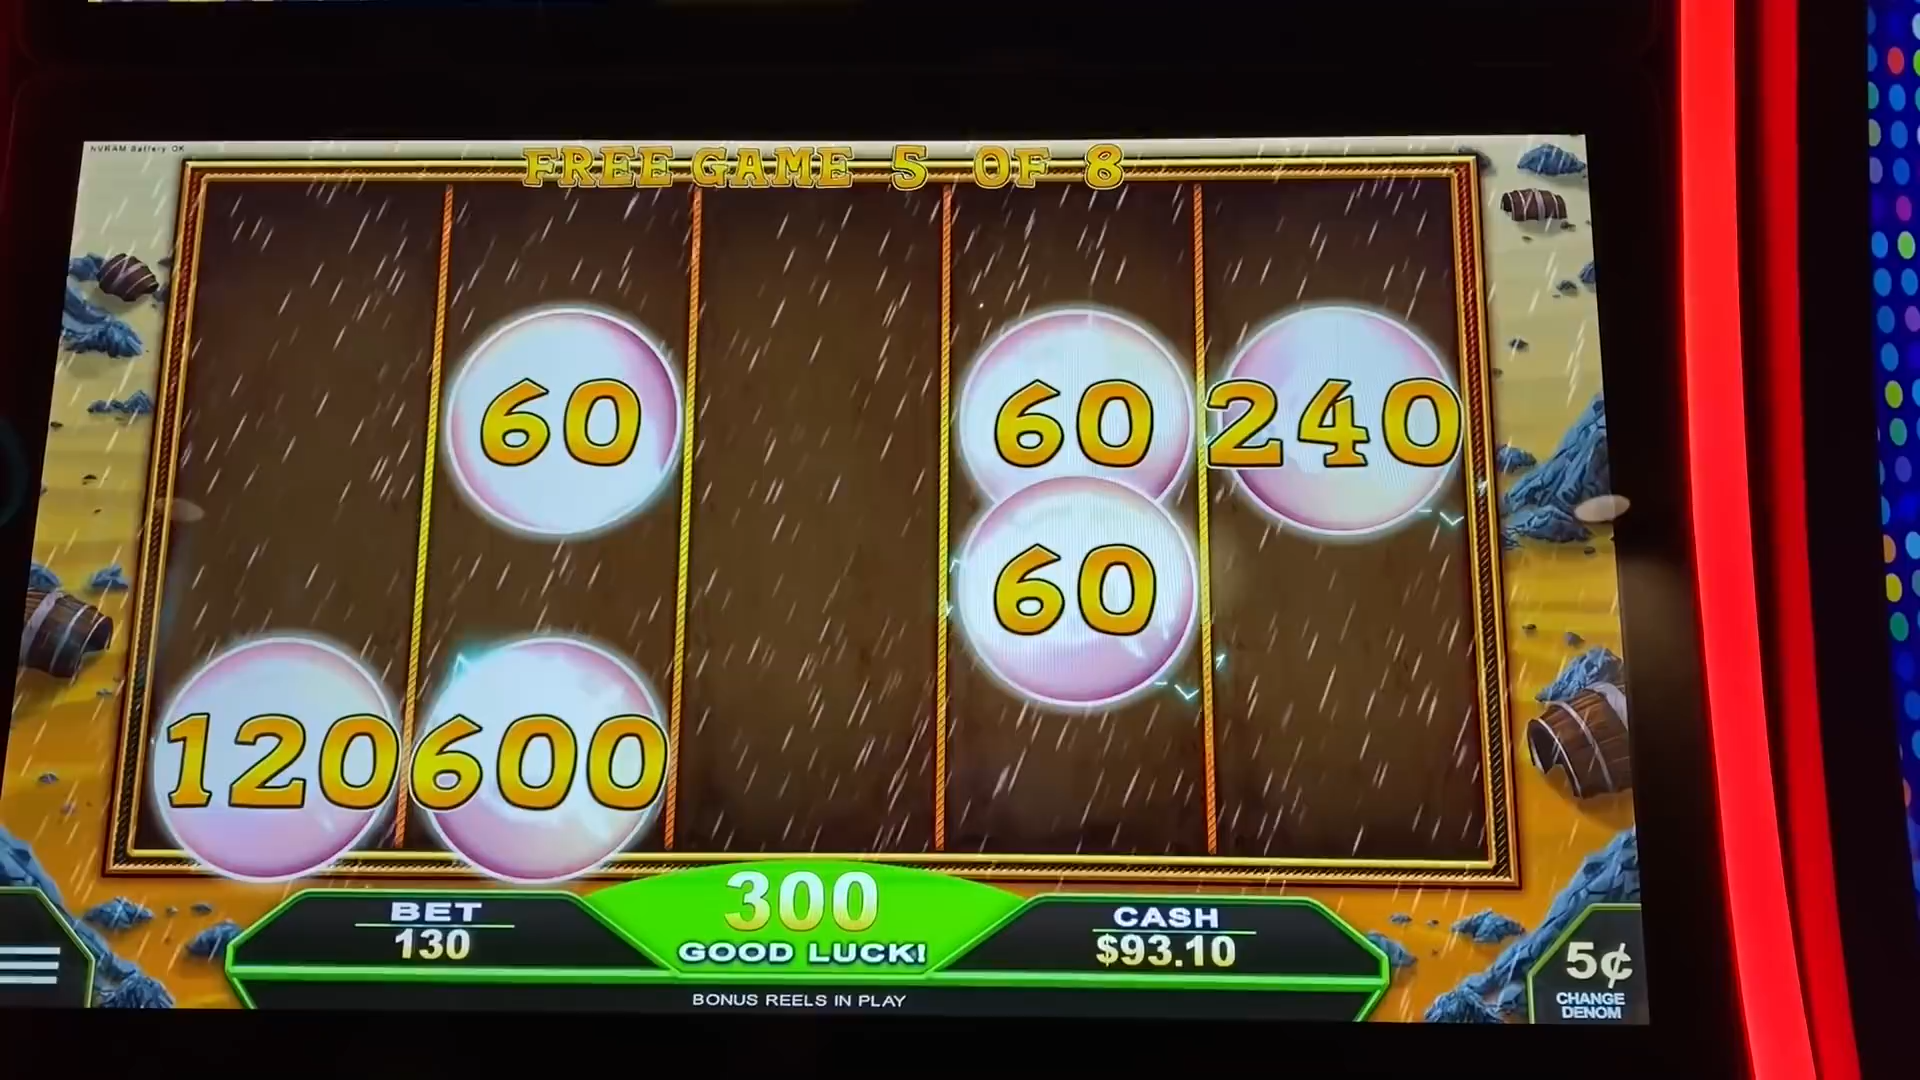 NVRAM Battery OK
FREE GAME 5 OF 8
60
60
240
60
120
600
300
GOOD LUCK!
BET
130
CASH
$93.10
5¢
CHANGE
DENOM
BONUS REELS IN PLAY